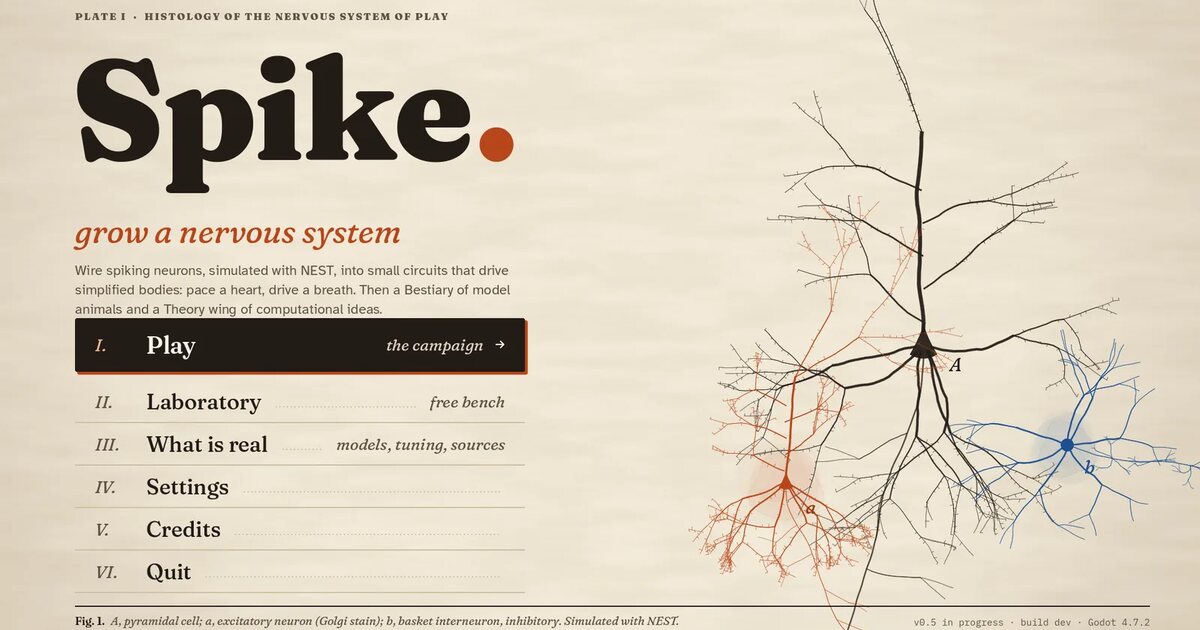 PLATE I · HISTOLOGY OF THE NERVOUS SYSTEM OF PLAY
Spike.
grow a nervous system
Wire spiking neurons, simulated with NEST, into small circuits that drive
simplified bodies: pace a heart, drive a breath. Then a Bestiary of model
animals and a Theory wing of computational ideas.
I. Play the campaign →
II. Laboratory free bench
III. What is real models, tuning, sources
IV. Settings
V. Credits
VI. Quit
A
a
b
Fig. 1. A, pyramidal cell; a, excitatory neuron (Golgi stain); b, basket interneuron, inhibitory. Simulated with NEST.
v0.5 in progress · build dev · Godot 4.7.2